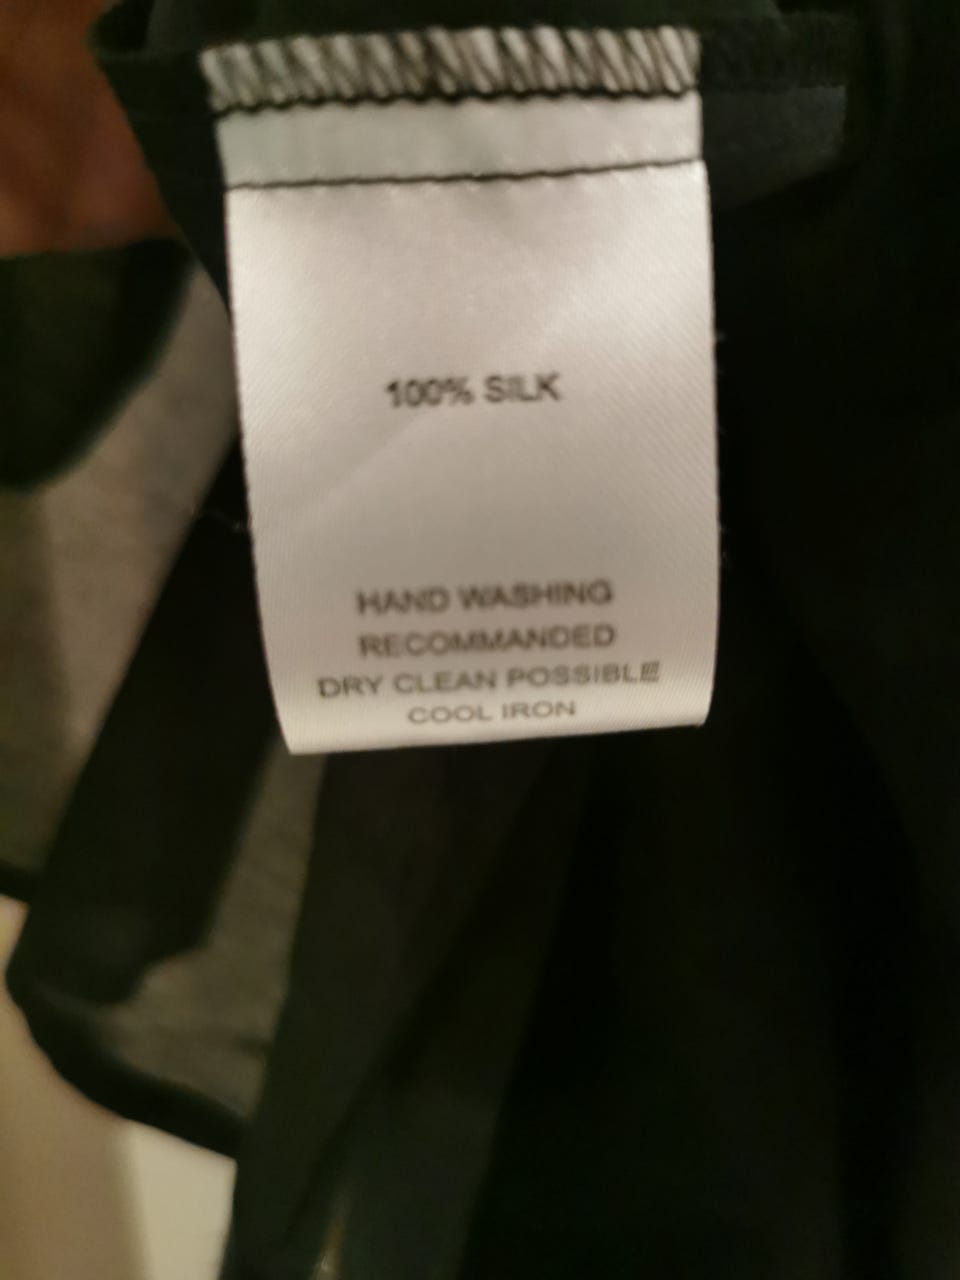 100% SILK
HAND WASHING
RECOMMANDED
DRY CLEAN POSSIBLE
COOL IRON